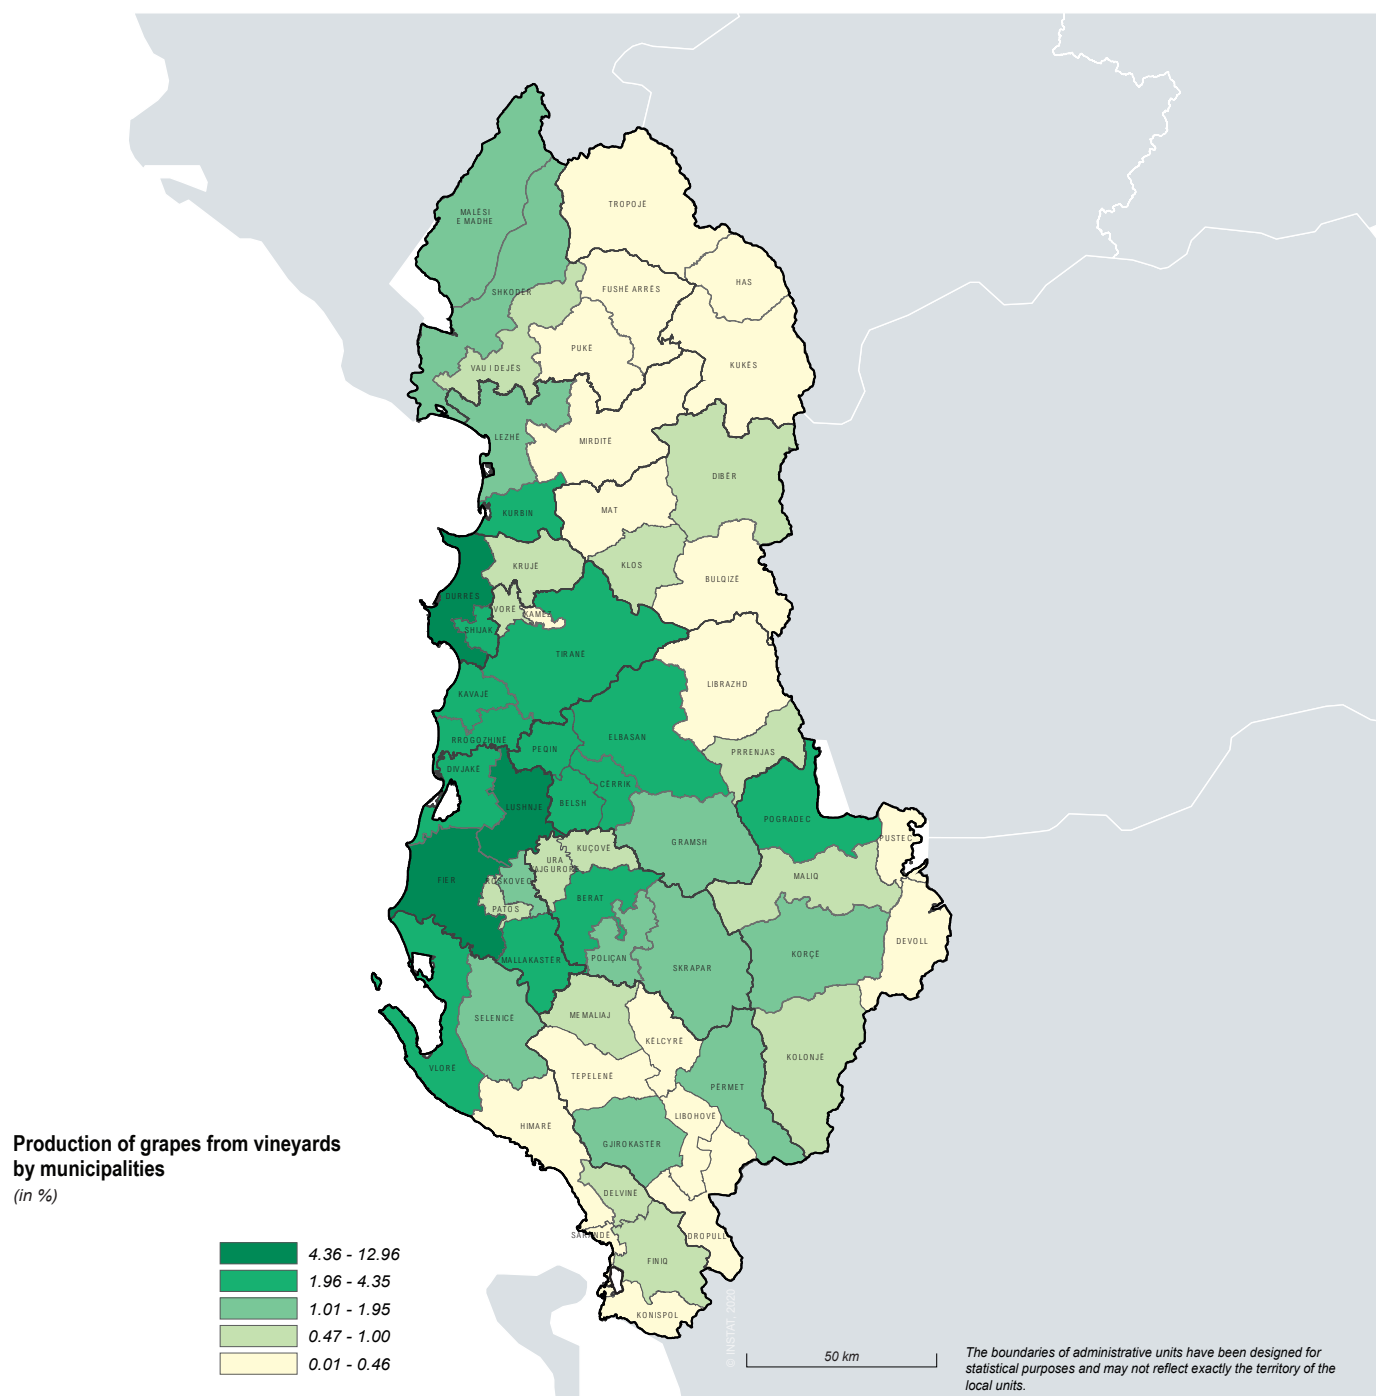 MALËSI
E MADHE
TROPOJË
HAS
SHKODËR
FUSHË ARRËS
PUKË
KUKËS
VAU I DEJËS
LEZHË
MIRDITË
DIBËR
KURBIN
MAT
KRUJË
KLOS
BULQIZË
DURRËS
VORË
KAMËZ
SHIJAK
TIRANË
LIBRAZHD
KAVAJË
RROGOZHINË
PEQIN
ELBASAN
PRRENJAS
DIVJAKË
CËRRIK
LUSHNJE
BELSH
POGRADEC
PUSTEC
GRAMSH
KUÇOVË
URA
VAJGURORE
MALIQ
FIER
ROSKOVEC
BERAT
PATOS
DEVOLL
MALLAKASTËR
POLIÇAN
SKRAPAR
KORÇË
SELENICË
MEMALIAJ
KËLCYRË
KOLONJË
VLORË
TEPELENË
PËRMET
HIMARË
LIBOHOVË
GJIROKASTËR
DELVINË
SARANDË
DROPULL
FINIQ
KONISPOL
Production of grapes from vineyards
by municipalities
(in %)
4.36 - 12.96
1.96 - 4.35
1.01 - 1.95
0.47 - 1.00
0.01 - 0.46
© INSTAT, 2020
50 km
The boundaries of administrative units have been designed for
statistical purposes and may not reflect exactly the territory of the
local units.